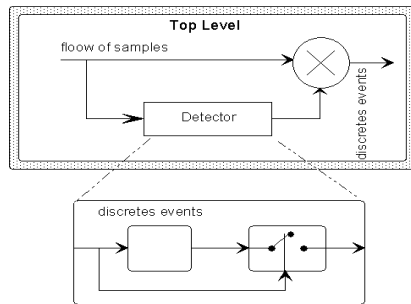 Top Level
floow of samples
Detector
discretes events
discretes events